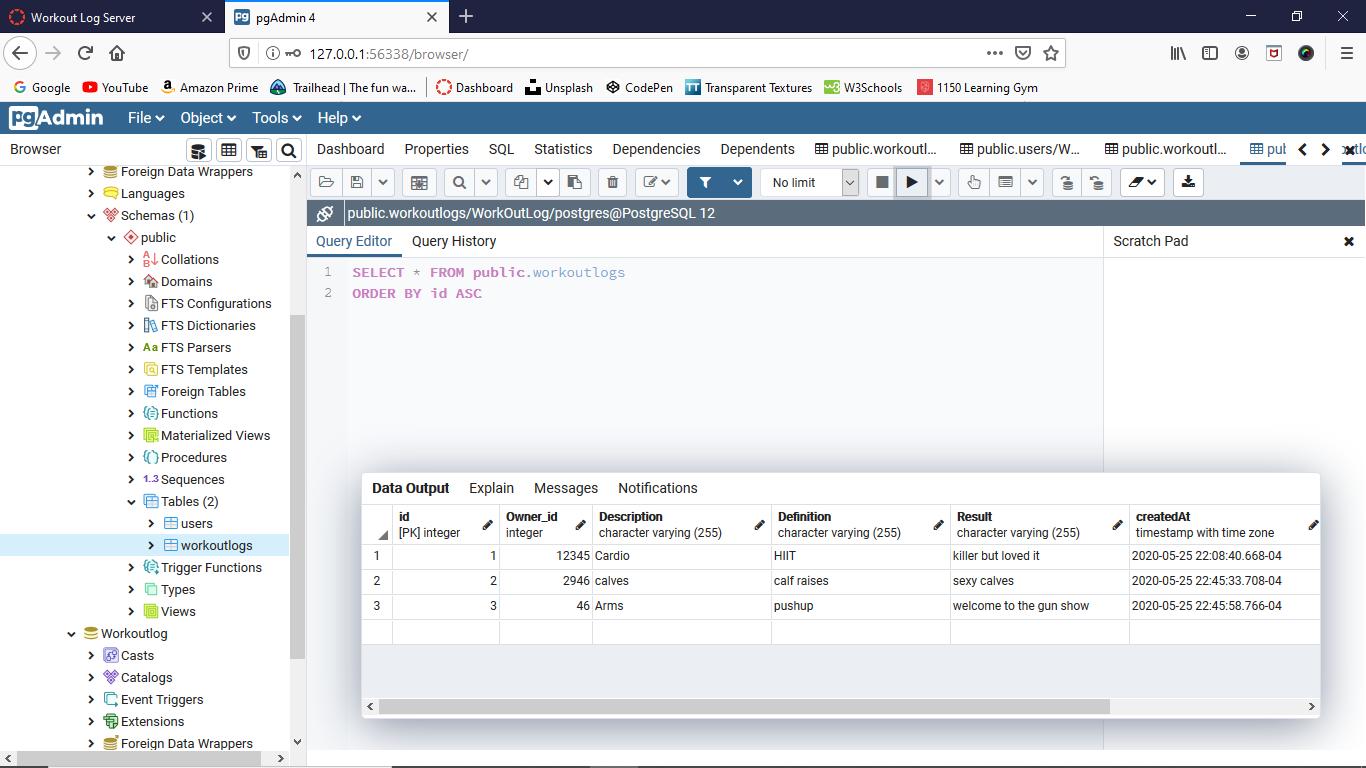 Workout Log Server
pgAdmin 4
127.0.0.1:56338/browser/
Google YouTube Amazon Prime Trailhead | The fun wa... Dashboard Unsplash CodePen TT Transparent Textures W3Schools 1150 Learning Gym
pgAdmin File Object Tools Help
Browser
Dashboard Properties SQL Statistics Dependencies Dependents public.workoutl... public.users/W... public.workoutl... pub
No limit
public.workoutlogs/WorkOutLog/postgres@PostgreSQL 12
Query Editor Query History
Scratch Pad
1 SELECT * FROM public.workoutlogs
2 ORDER BY id ASC
Foreign Data Wrappers
Languages
Schemas (1)
public
Collations
Domains
FTS Configurations
FTS Dictionaries
Aa FTS Parsers
FTS Templates
Foreign Tables
Functions
Materialized Views
Procedures
1..3 Sequences
Tables (2)
users
workoutlogs
Trigger Functions
Types
Views
Workoutlog
Casts
Catalogs
Event Triggers
Extensions
Foreign Data Wrappers
Data Output Explain Messages Notifications
id Owner_id Description Definition Result createdAt
[PK] integer integer character varying (255) character varying (255) character varying (255) timestamp with time zone
1 1 12345 Cardio HIIT killer but loved it 2020-05-25 22:08:40.668-04
2 2 2946 calves calf raises sexy calves 2020-05-25 22:45:33.708-04
3 3 46 Arms pushup welcome to the gun show 2020-05-25 22:45:58.766-04